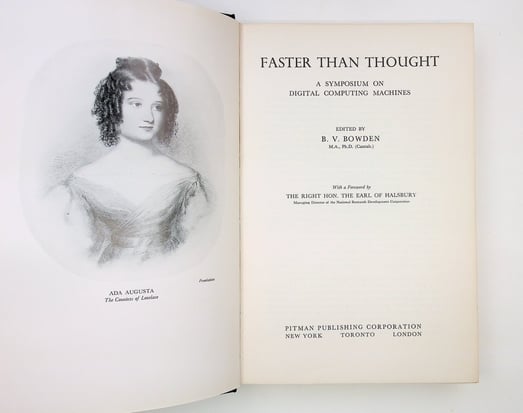 Frontispiece
ADA AUGUSTA
The Countess of Lovelace
FASTER THAN THOUGHT
A SYMPOSIUM ON
DIGITAL COMPUTING MACHINES
EDITED BY
B. V. BOWDEN
M.A., Ph.D. (Cantab.)
With a Foreword by
THE RIGHT HON. THE EARL OF HALSBURY
Managing Director of the National Research Development Corporation
PITMAN PUBLISHING CORPORATION
NEW YORK TORONTO LONDON